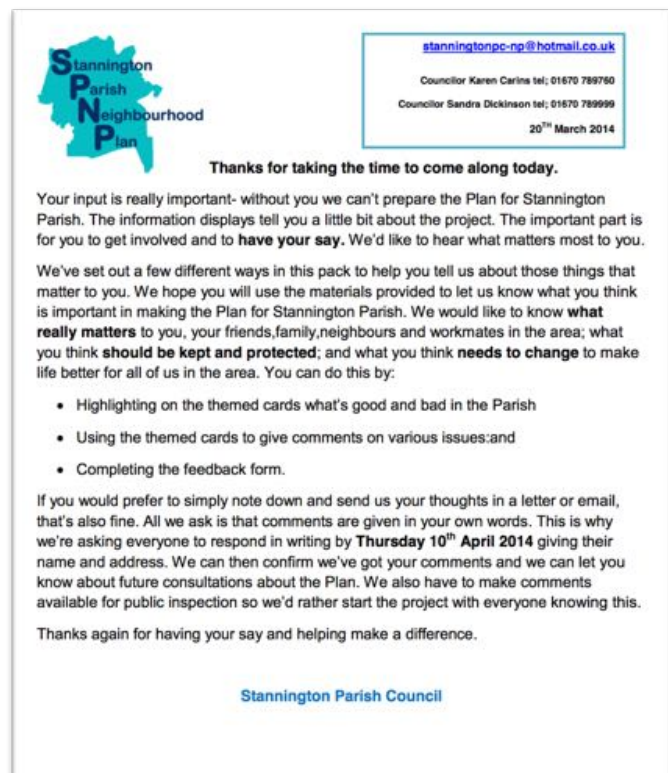 Stannington
Parish
Neighbourhood
Plan
stanningtonpc-np@hotmail.co.uk
Councilor Karen Carins tel; 01670 789760
Councilor Sandra Dickinson tel; 01670 789999
20TH March 2014
Thanks for taking the time to come along today.
Your input is really important- without you we can't prepare the Plan for Stannington
Parish. The information displays tell you a little bit about the project. The important part is
for you to get involved and to have your say. We'd like to hear what matters most to you.
We've set out a few different ways in this pack to help you tell us about those things that
matter to you. We hope you will use the materials provided to let us know what you think
is important in making the Plan for Stannington Parish. We would like to know what
really matters to you, your friends,family,neighbours and workmates in the area; what
you think should be kept and protected; and what you think needs to change to make
life better for all of us in the area. You can do this by:
• Highlighting on the themed cards what's good and bad in the Parish
• Using the themed cards to give comments on various issues:and
• Completing the feedback form.
If you would prefer to simply note down and send us your thoughts in a letter or email,
that's also fine. All we ask is that comments are given in your own words. This is why
we're asking everyone to respond in writing by Thursday 10th April 2014 giving their
name and address. We can then confirm we've got your comments and we can let you
know about future consultations about the Plan. We also have to make comments
available for public inspection so we'd rather start the project with everyone knowing this.
Thanks again for having your say and helping make a difference.
Stannington Parish Council